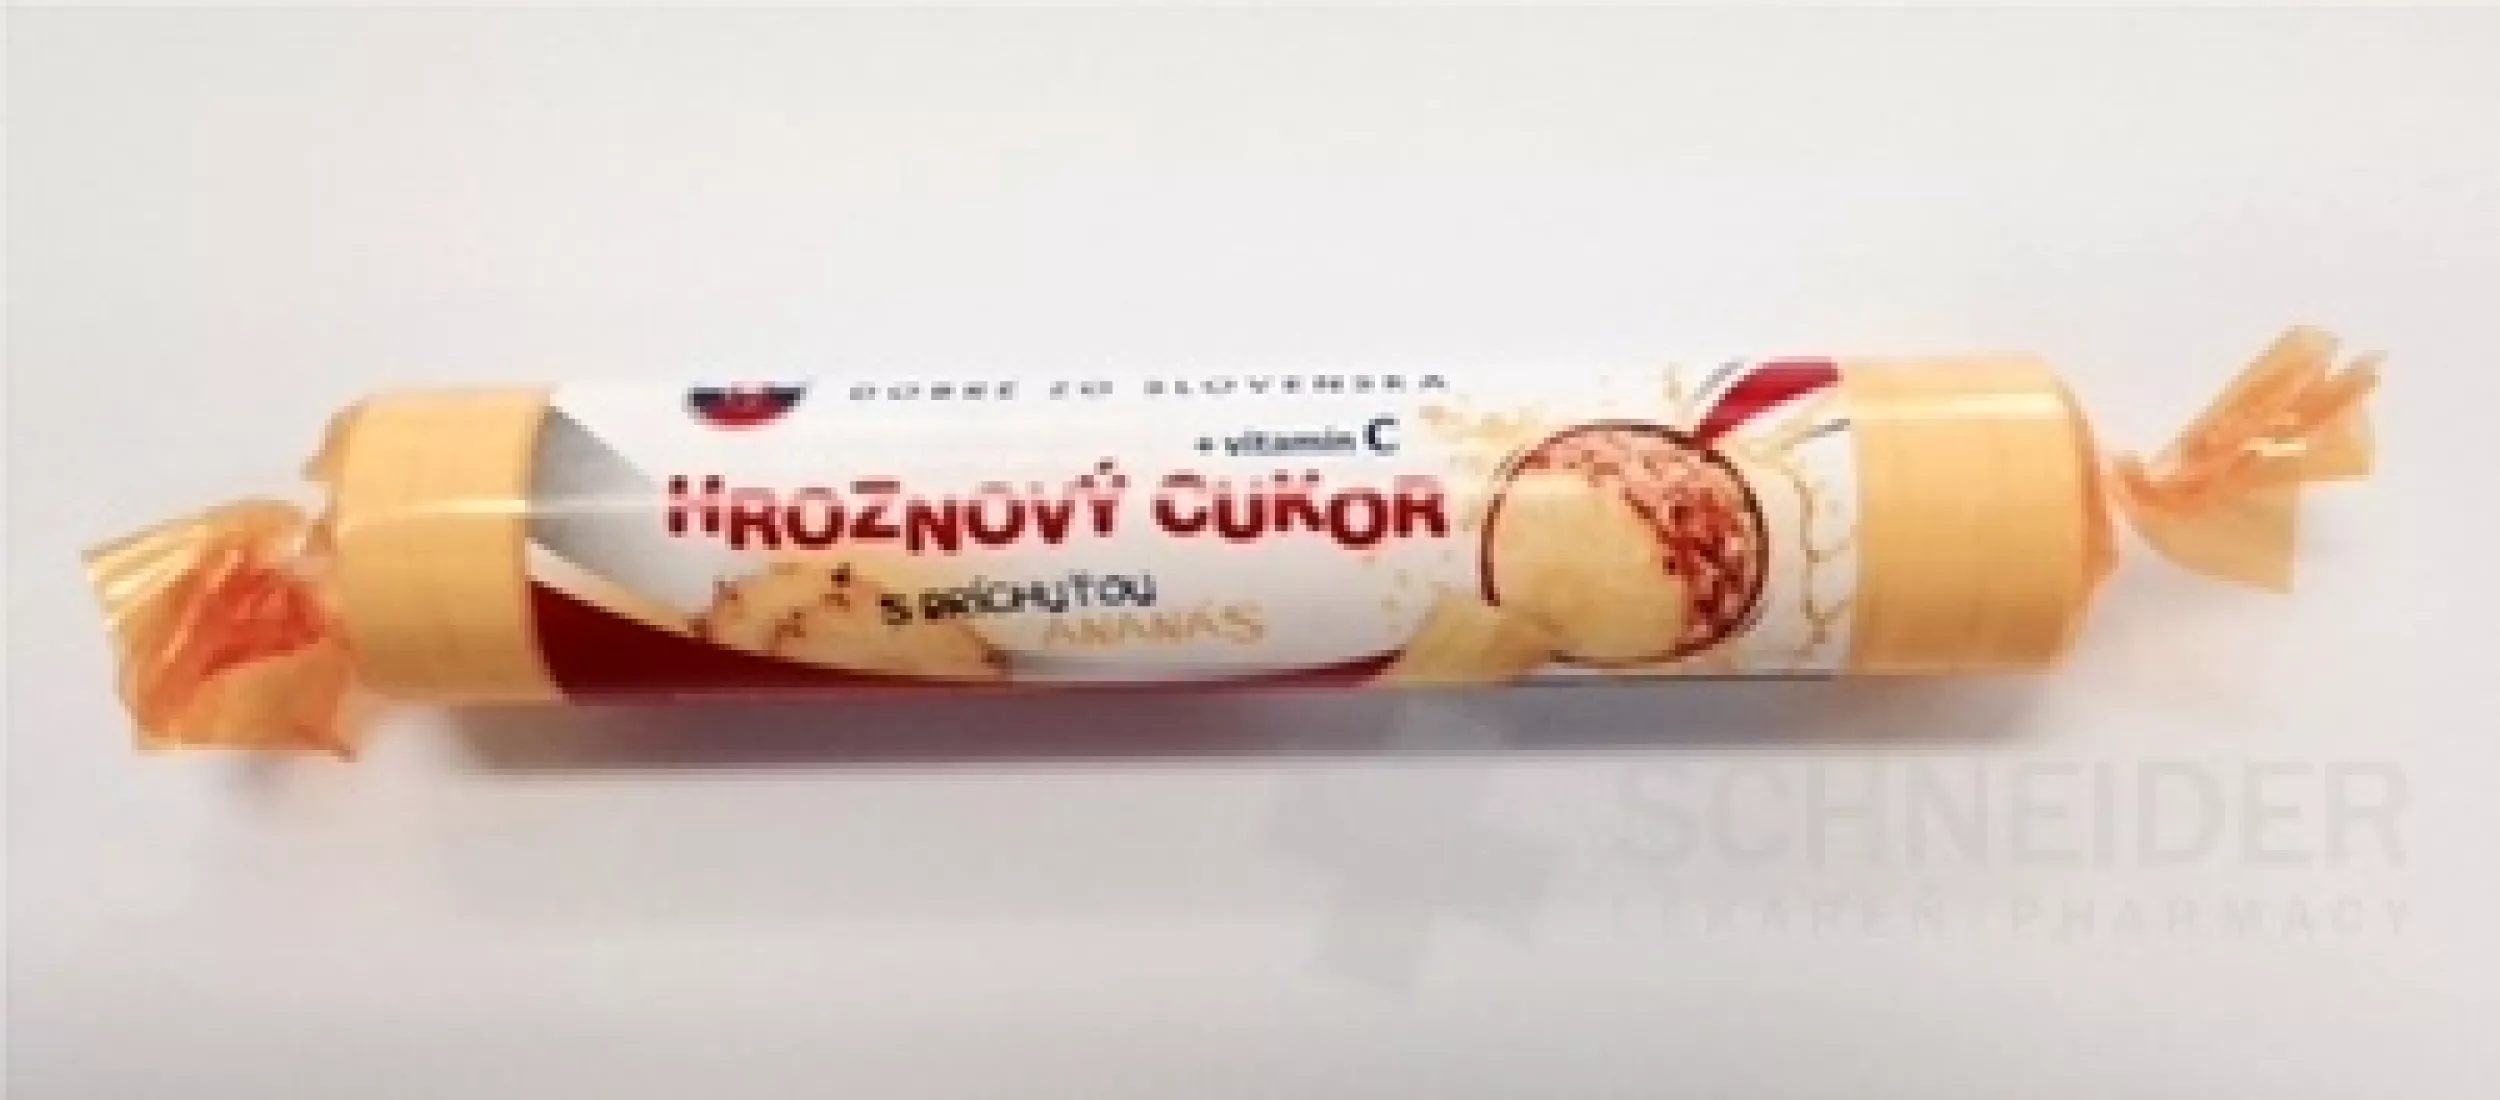 DOBRÉ ZO SLOVENSKA
+ vitamín C
HROZNOVÝ CUKOR
S PRÍCHUŤOU
ANANÁS
SCHNEIDER
LEKÁREŇ PHARMACY